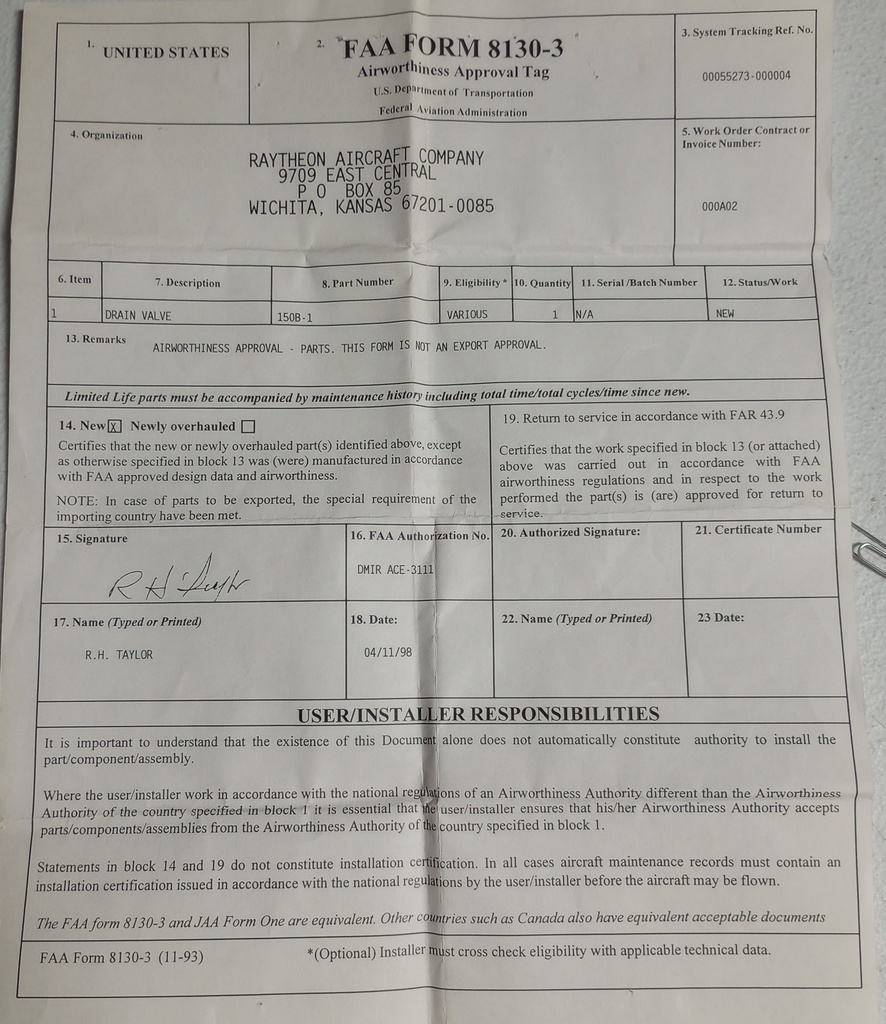 1. UNITED STATES
2. FAA FORM 8130-3
Airworthiness Approval Tag
U.S. Department of Transportation
Federal Aviation Administration
3. System Tracking Ref. No.
00055273-000004
4. Organization
RAYTHEON AIRCRAFT COMPANY
9709 EAST CENTRAL
P O BOX 85
WICHITA, KANSAS 67201-0085
5. Work Order Contract or
Invoice Number:
000A02
6. Item 7. Description 8. Part Number 9. Eligibility* 10. Quantity 11. Serial /Batch Number 12. Status/Work
1 DRAIN VALVE 150B-1 VARIOUS 1 N/A NEW
13. Remarks
AIRWORTHINESS APPROVAL - PARTS. THIS FORM IS NOT AN EXPORT APPROVAL.
Limited Life parts must be accompanied by maintenance history including total time/total cycles/time since new.
14. New [X] Newly overhauled [ ]
Certifies that the new or newly overhauled part(s) identified above, except
as otherwise specified in block 13 was (were) manufactured in accordance
with FAA approved design data and airworthiness.
NOTE: In case of parts to be exported, the special requirement of the
importing country have been met.
19. Return to service in accordance with FAR 43.9
Certifies that the work specified in block 13 (or attached)
above was carried out in accordance with FAA
airworthiness regulations and in respect to the work
performed the part(s) is (are) approved for return to
service.
15. Signature
16. FAA Authorization No.
DMIR ACE-3111
20. Authorized Signature:
21. Certificate Number
17. Name (Typed or Printed)
R.H. TAYLOR
18. Date:
04/11/98
22. Name (Typed or Printed)
23 Date:
USER/INSTALLER RESPONSIBILITIES
It is important to understand that the existence of this Document alone does not automatically constitute authority to install the
part/component/assembly.
Where the user/installer work in accordance with the national regulations of an Airworthiness Authority different than the Airworthiness
Authority of the country specified in block 1 it is essential that the user/installer ensures that his/her Airworthiness Authority accepts
parts/components/assemblies from the Airworthiness Authority of the country specified in block 1.
Statements in block 14 and 19 do not constitute installation certification. In all cases aircraft maintenance records must contain an
installation certification issued in accordance with the national regulations by the user/installer before the aircraft may be flown.
The FAA form 8130-3 and JAA Form One are equivalent. Other countries such as Canada also have equivalent acceptable documents
FAA Form 8130-3 (11-93)
*(Optional) Installer must cross check eligibility with applicable technical data.